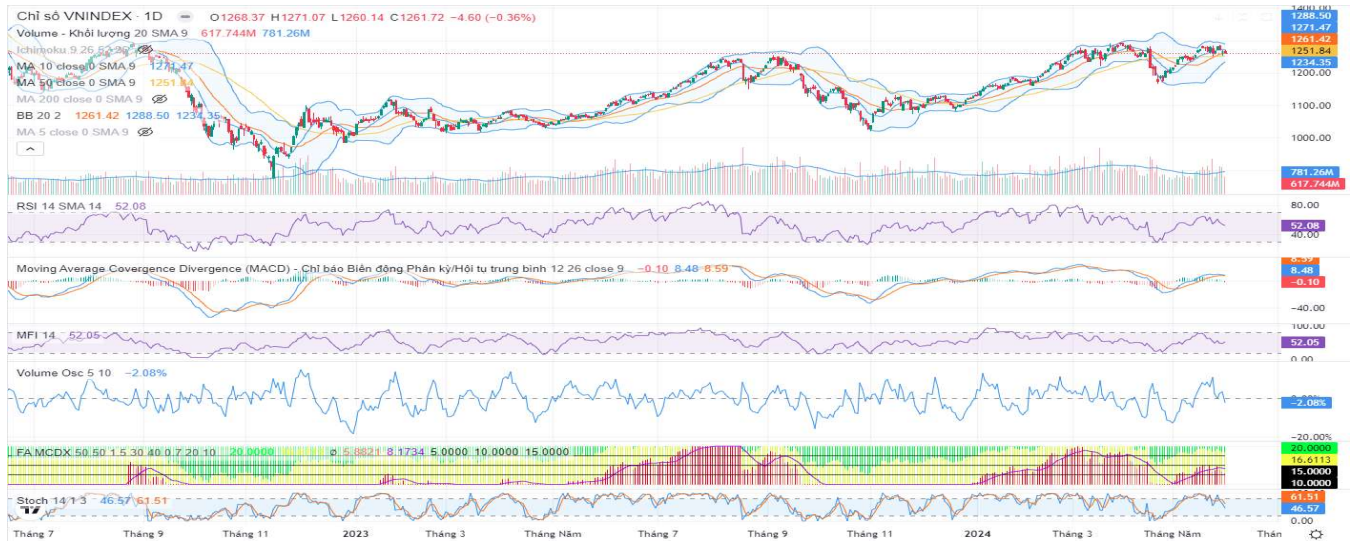 Chỉ số VNINDEX · 1D O1268.37 H1271.07 L1260.14 C1261.72 −4.60 (−0.36%)
Volume - Khối lượng 20 SMA 9 617.744M 781.26M
Ichimoku 9 26 52 26
MA 10 close 0 SMA 9 1271.47
MA 50 close 0 SMA 9 1251.84
MA 200 close 0 SMA 9
BB 20 2 1261.42 1288.50 1234.35
MA 5 close 0 SMA 9
1400.00
1288.50
1271.47
1261.42
1251.84
1234.35
1200.00
1100.00
1000.00
781.26M
617.744M
RSI 14 SMA 14 52.08
80.00
52.08
40.00
Moving Average Covergence Divergence (MACD) - Chỉ báo Biến động Phân kỳ/Hội tụ trung bình 12 26 close 9 −0.10 8.48 8.59
8.59
8.48
−0.10
−40.00
MFI 14 52.05
100.00
52.05
0.00
Volume Osc 5 10 −2.08%
−2.08%
−20.00%
FA MCDX 50 50 1.5 30 40 0.7 20 10 20.0000 ø 5.8821 8.1734 5.0000 10.0000 15.0000
20.0000
16.6113
15.0000
10.0000
Stoch 14 1 3 46.57 61.51
61.51
46.57
0.00
Tháng 7 Tháng 9 Tháng 11 2023 Tháng 3 Tháng Năm Tháng 7 Tháng 9 Tháng 11 2024 Tháng 3 Tháng Năm Thán